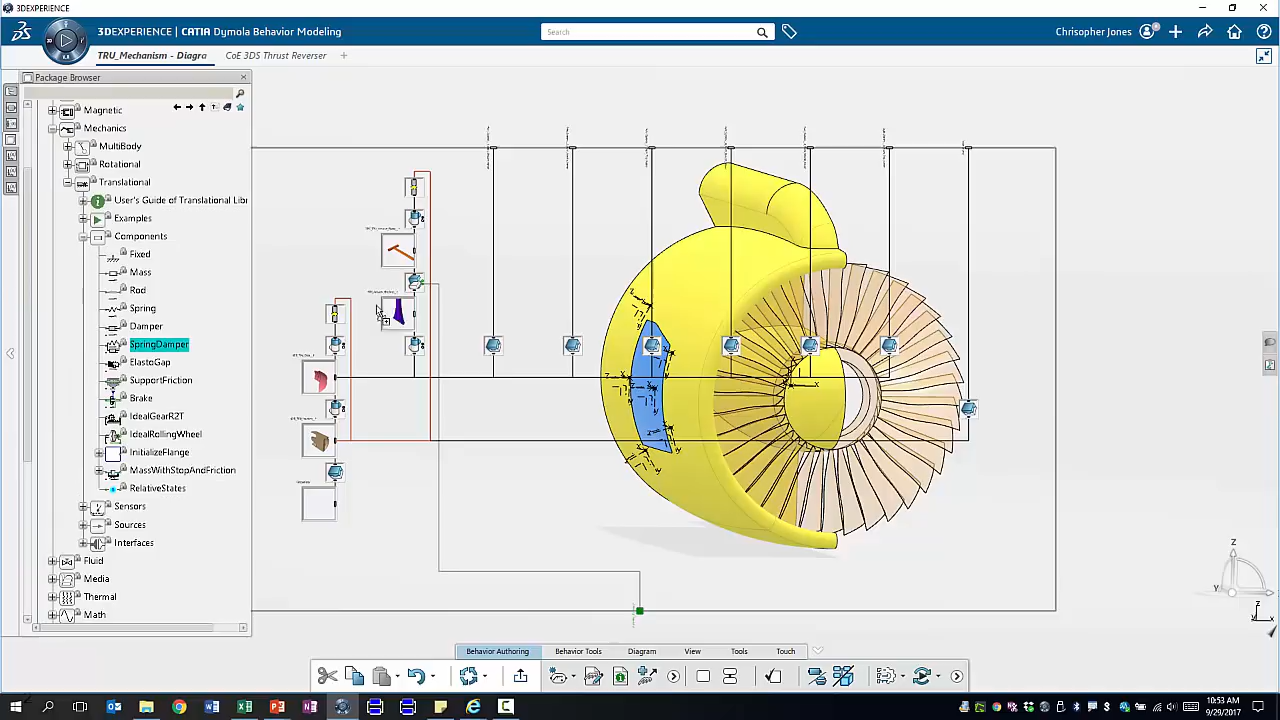 3DEXPERIENCE
3DEXPERIENCE | CATIA Dymola Behavior Modeling
Search
Chrisopher Jones
TRU_Mechanism - Diagra
CoE 3DS Thrust Reverser
Package Browser
Magnetic
Mechanics
MultiBody
Rotational
Translational
User's Guide of Translational Libr
Examples
Components
Fixed
Mass
Rod
Spring
Damper
SpringDamper
ElastoGap
SupportFriction
Brake
IdealGearR2T
IdealRollingWheel
InitializeFlange
MassWithStopAndFriction
RelativeStates
Sensors
Sources
Interfaces
Fluid
Media
Thermal
Math
Behavior Authoring
Behavior Tools
Diagram
View
Tools
Touch
10:53 AM
9/29/2017